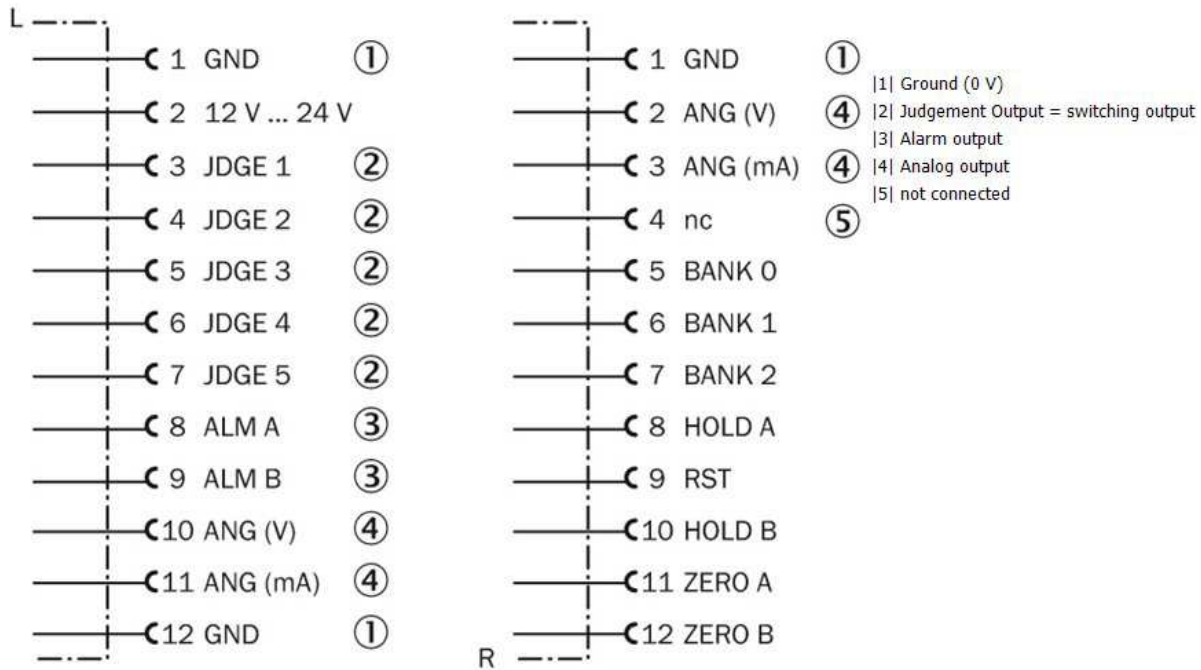 L
1 GND ①
2 12 V ... 24 V
3 JDGE 1 ②
4 JDGE 2 ②
5 JDGE 3 ②
6 JDGE 4 ②
7 JDGE 5 ②
8 ALM A ③
9 ALM B ③
10 ANG (V) ④
11 ANG (mA) ④
12 GND ①
R
1 GND ①
2 ANG (V) ④
3 ANG (mA) ④
4 nc ⑤
5 BANK 0
6 BANK 1
7 BANK 2
8 HOLD A
9 RST
10 HOLD B
11 ZERO A
12 ZERO B
|1| Ground (0 V)
|2| Judgement Output = switching output
|3| Alarm output
|4| Analog output
|5| not connected